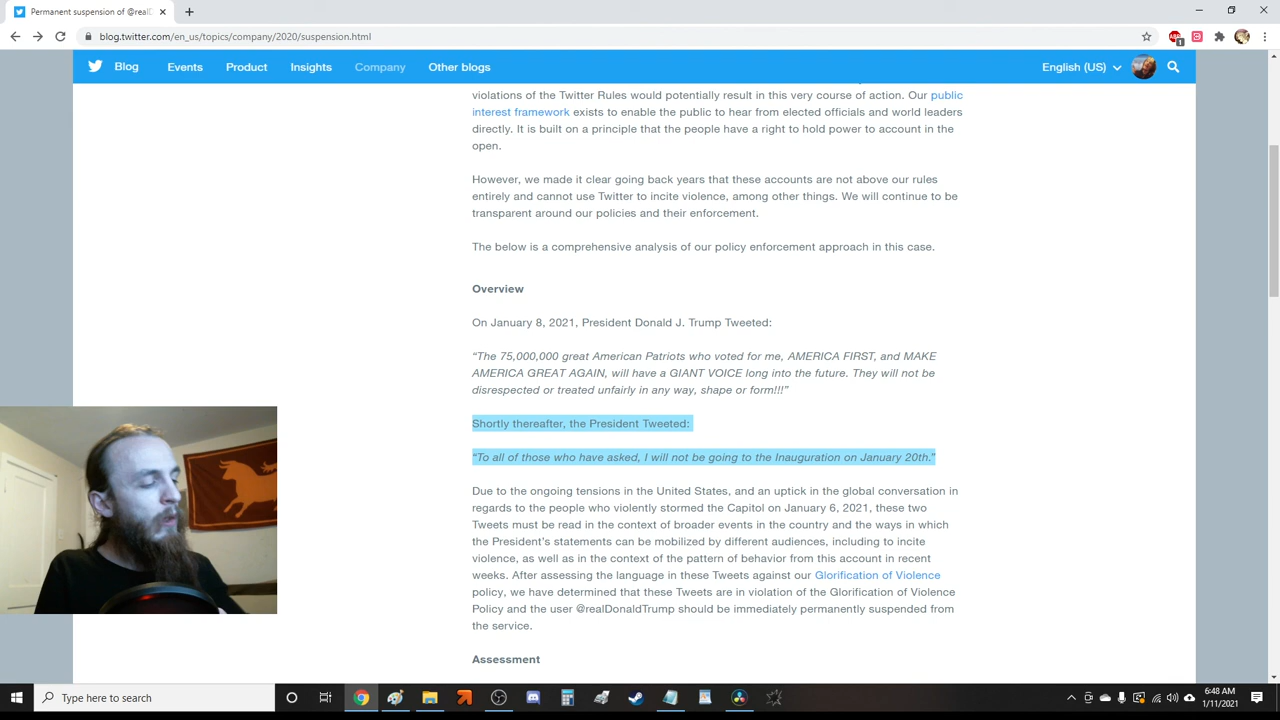 Permanent suspension of @realD
blog.twitter.com/en_us/topics/company/2020/suspension.html
1
Blog Events Product Insights Company Other blogs English (US)
violations of the Twitter Rules would potentially result in this very course of action. Our public
interest framework exists to enable the public to hear from elected officials and world leaders
directly. It is built on a principle that the people have a right to hold power to account in the
open.
However, we made it clear going back years that these accounts are not above our rules
entirely and cannot use Twitter to incite violence, among other things. We will continue to be
transparent around our policies and their enforcement.
The below is a comprehensive analysis of our policy enforcement approach in this case.
Overview
On January 8, 2021, President Donald J. Trump Tweeted:
“The 75,000,000 great American Patriots who voted for me, AMERICA FIRST, and MAKE
AMERICA GREAT AGAIN, will have a GIANT VOICE long into the future. They will not be
disrespected or treated unfairly in any way, shape or form!!!”
Shortly thereafter, the President Tweeted:
“To all of those who have asked, I will not be going to the Inauguration on January 20th.”
Due to the ongoing tensions in the United States, and an uptick in the global conversation in
regards to the people who violently stormed the Capitol on January 6, 2021, these two
Tweets must be read in the context of broader events in the country and the ways in which
the President’s statements can be mobilized by different audiences, including to incite
violence, as well as in the context of the pattern of behavior from this account in recent
weeks. After assessing the language in these Tweets against our Glorification of Violence
policy, we have determined that these Tweets are in violation of the Glorification of Violence
Policy and the user @realDonaldTrump should be immediately permanently suspended from
the service.
Assessment
Type here to search
6:48 AM
1/11/2021